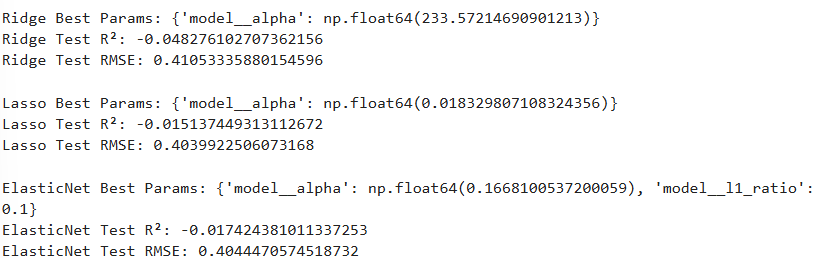 Ridge Best Params: {'model__alpha': np.float64(233.57214690901213)}
Ridge Test R²: -0.048276102707362156
Ridge Test RMSE: 0.41053335880154596
Lasso Best Params: {'model__alpha': np.float64(0.018329807108324356)}
Lasso Test R²: -0.015137449313112672
Lasso Test RMSE: 0.4039922506073168
ElasticNet Best Params: {'model__alpha': np.float64(0.1668100537200059), 'model__l1_ratio':
0.1}
ElasticNet Test R²: -0.017424381011337253
ElasticNet Test RMSE: 0.4044470574518732